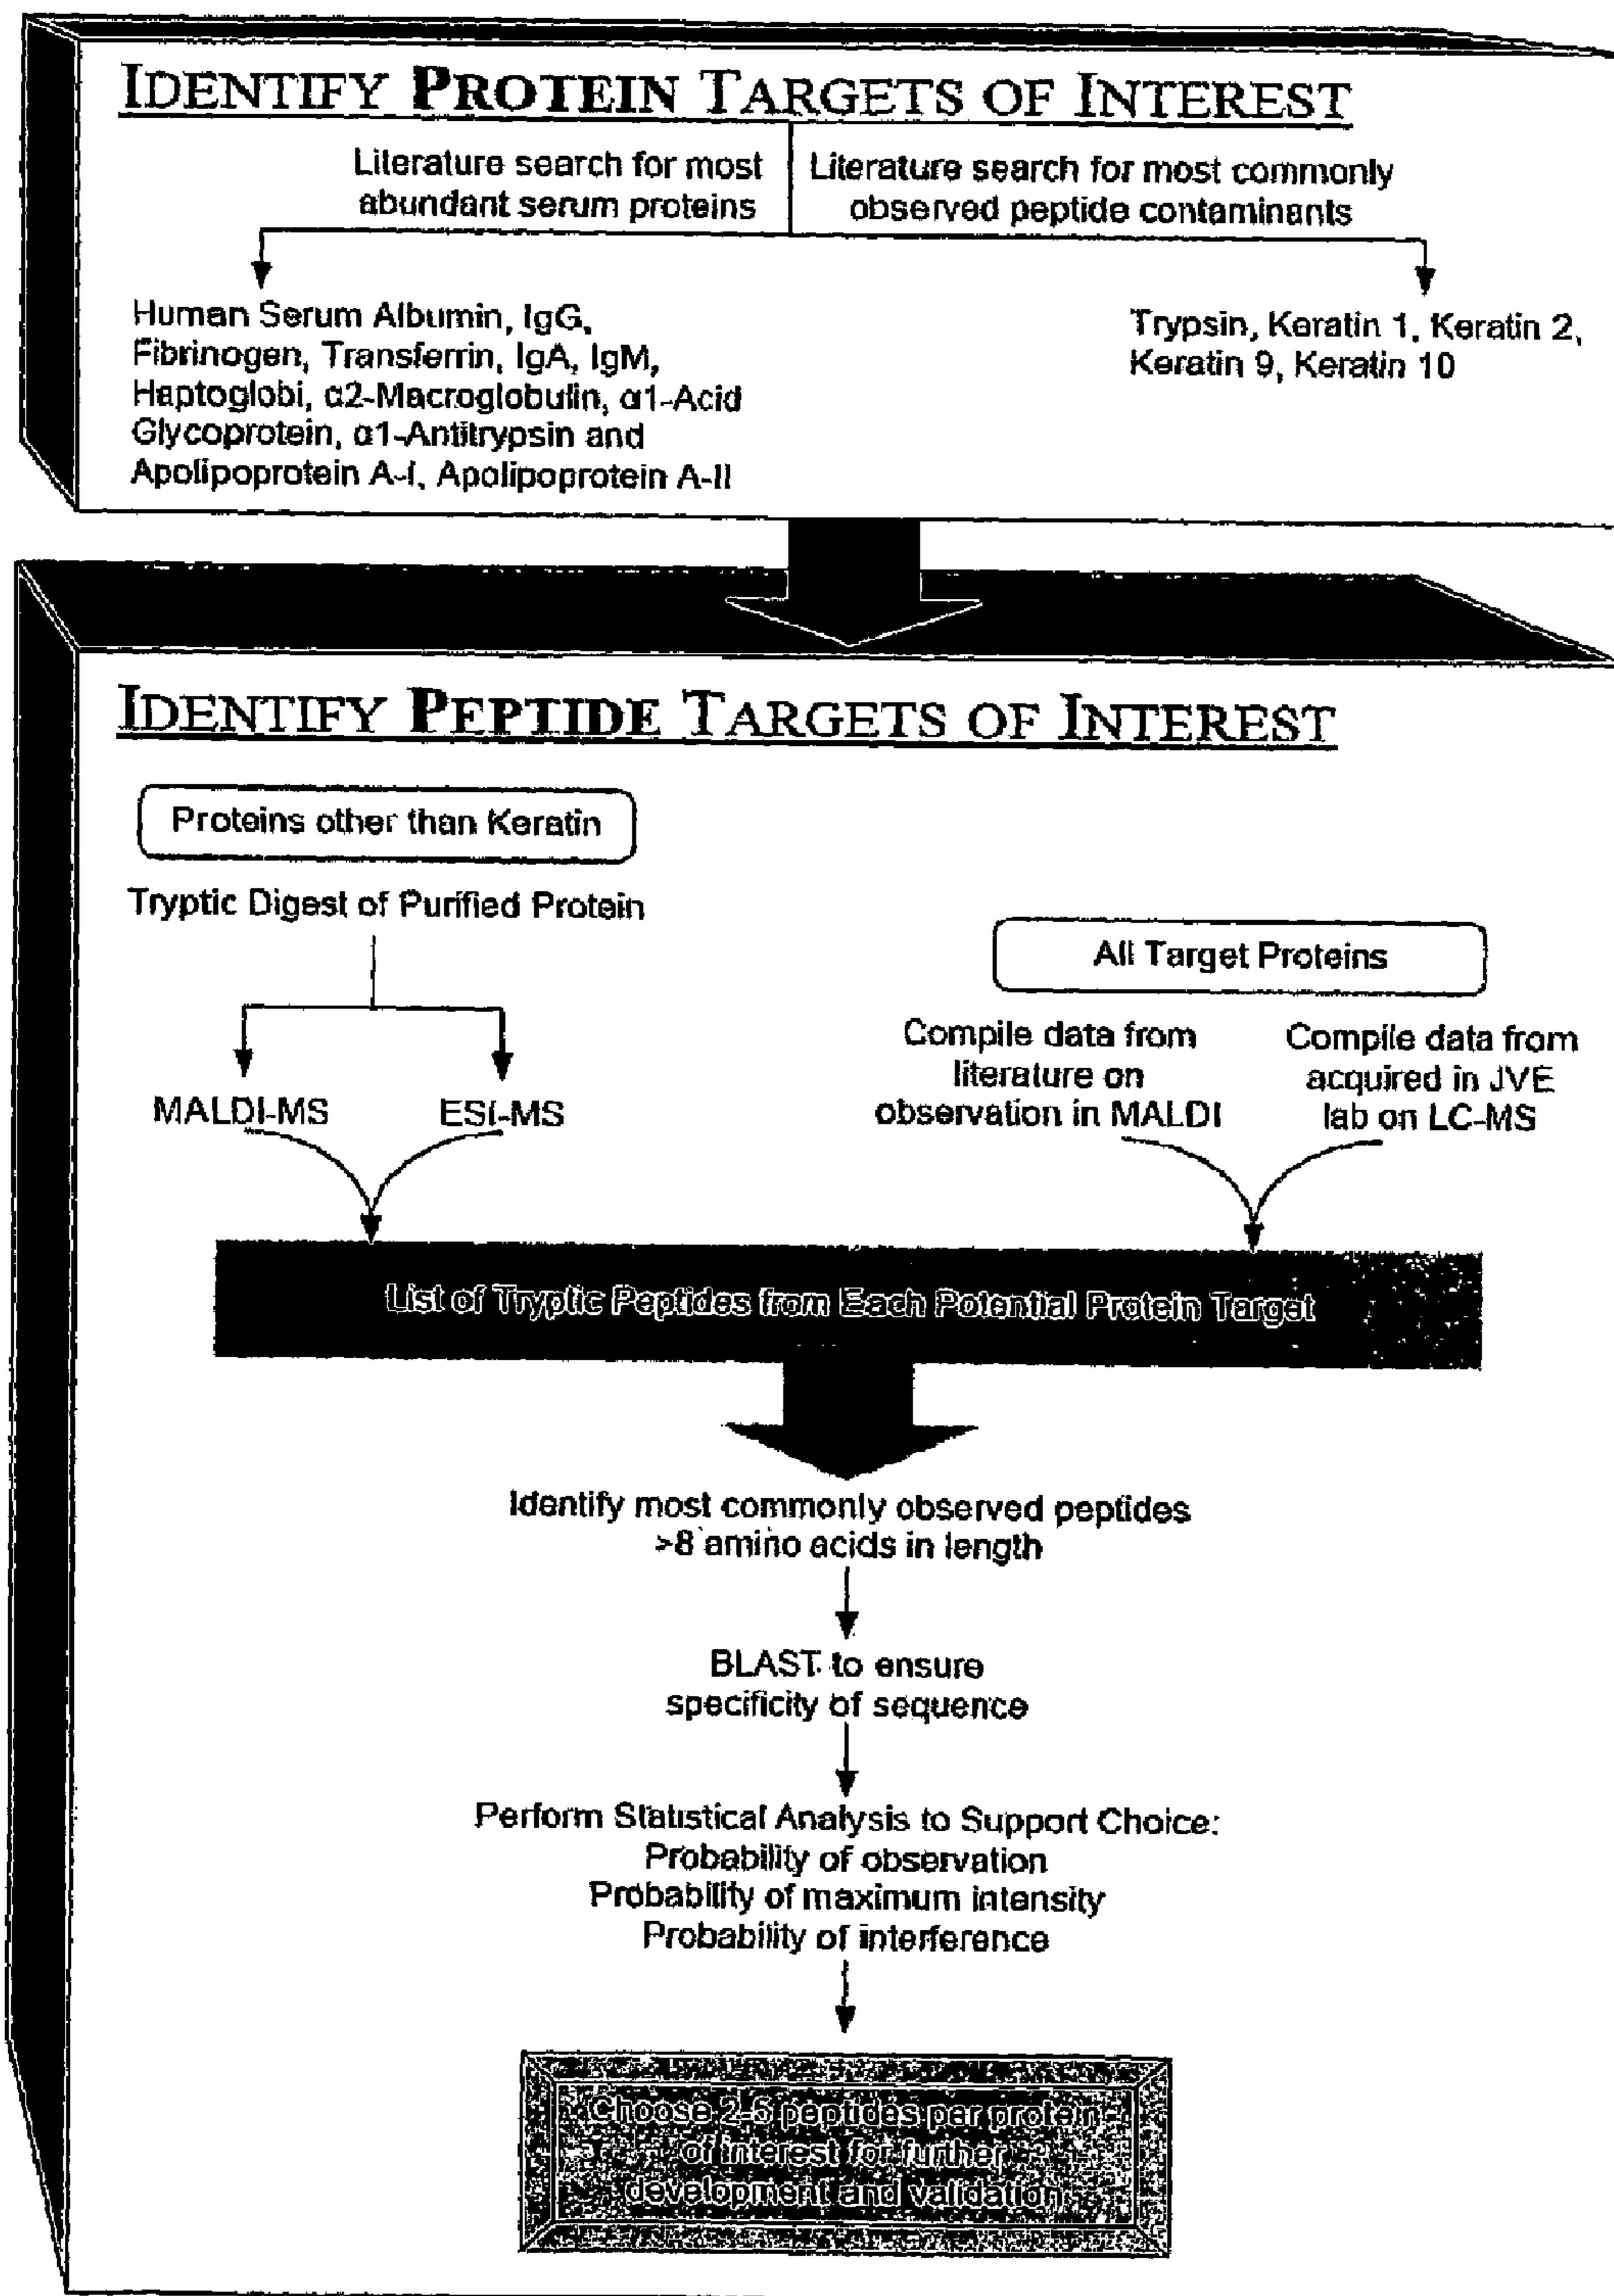 IDENTIFY PROTEIN TARGETS OF INTEREST
Literature search for most
abundant serum proteins
Literature search for most commonly
observed peptide contaminants
Human Serum Albumin, IgG,
Fibrinogen, Transferrin, IgA, IgM,
Haptoglobi, α2-Macroglobulin, α1-Acid
Glycoprotein, α1-Antitrypsin and
Apolipoprotein A-I, Apolipoprotein A-II
Trypsin, Keratin 1, Keratin 2,
Keratin 9, Keratin 10
IDENTIFY PEPTIDE TARGETS OF INTEREST
Proteins other than Keratin
Tryptic Digest of Purified Protein
MALDI-MS
ESI-MS
All Target Proteins
Compile data from
literature on
observation in MALDI
Compile data from
acquired in JVE
lab on LC-MS
List of Tryptic Peptides from Each Potential Protein Target
Identify most commonly observed peptides
>8 amino acids in length
BLAST to ensure
specificity of sequence
Perform Statistical Analysis to Support Choice:
Probability of observation
Probability of maximum intensity
Probability of interference
Choose 2-5 peptides per protein
of interest for further
development and validation